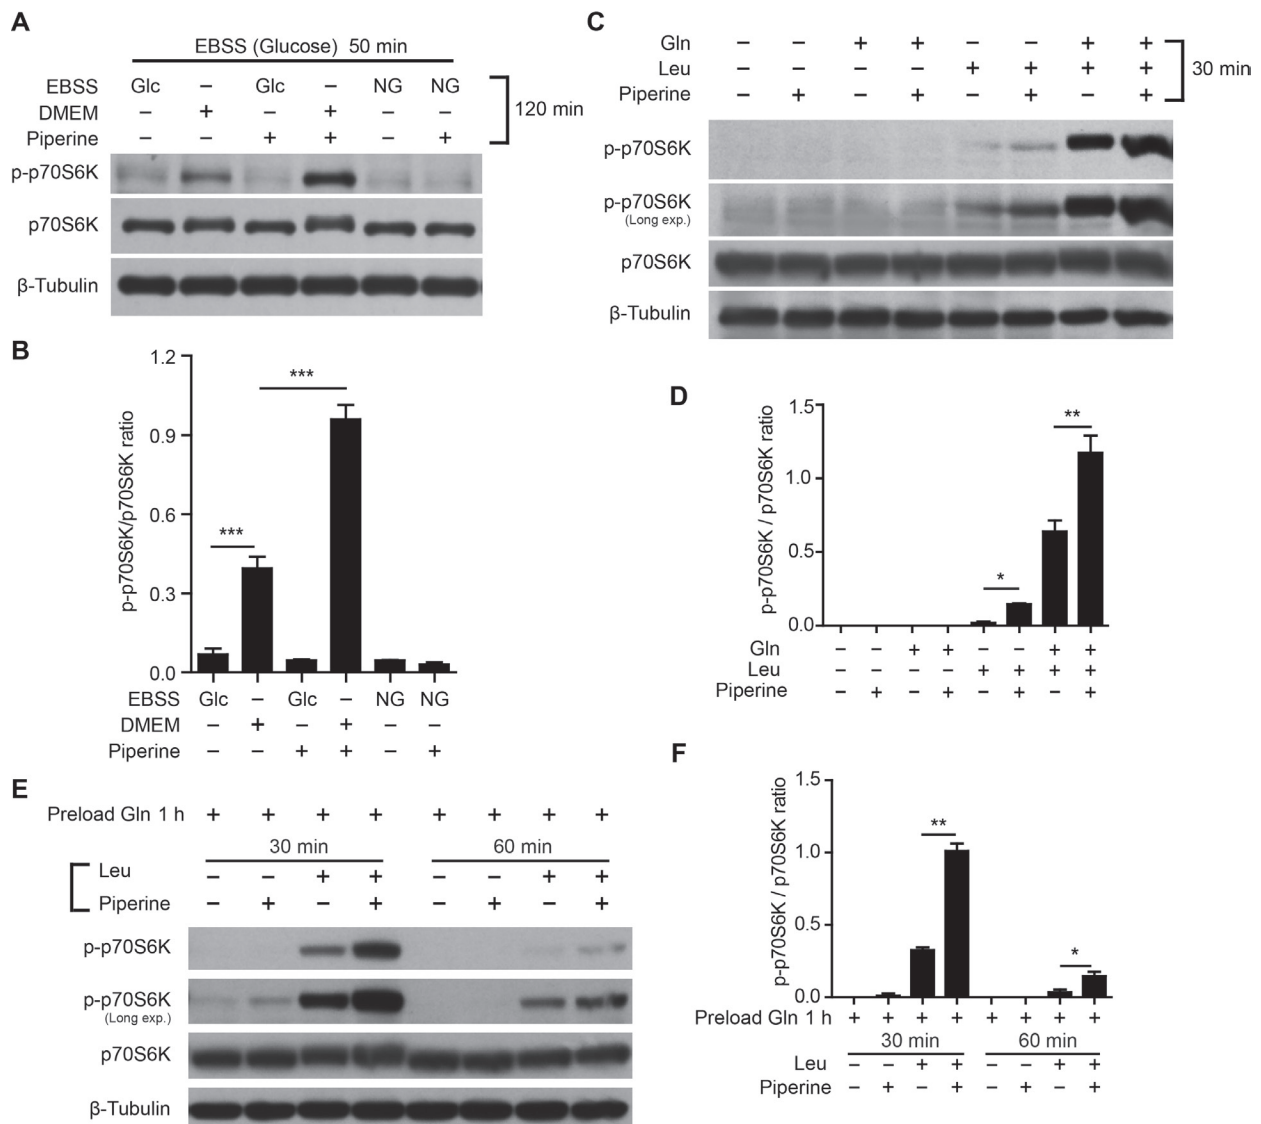 A
EBSS (Glucose) 50 min
EBSS Glc − Glc − NG NG
DMEM − + − + − −
Piperine − − + + − +
120 min
p-p70S6K
p70S6K
β-Tubulin
B
p-p70S6K/p70S6K ratio
1.2
0.9
0.6
0.3
0.0
***
***
EBSS Glc − Glc − NG NG
DMEM − + − + − −
Piperine − − + + − +
C
Gln − − + + − − + +
Leu − − − − + + + +
Piperine − + − + − + − +
30 min
p-p70S6K
p-p70S6K
(Long exp.)
p70S6K
β-Tubulin
D
p-p70S6K / p70S6K ratio
1.5
1.0
0.5
0.0
*
**
Gln − − + + − − + +
Leu − − − − + + + +
Piperine − + − + − + − +
E
Preload Gln 1 h + + + + + + + +
30 min 60 min
Leu − − + + − − + +
Piperine − + − + − + − +
p-p70S6K
p-p70S6K
(Long exp.)
p70S6K
β-Tubulin
F
p-p70S6K / p70S6K ratio
1.5
1.0
0.5
0.0
**
*
Preload Gln 1 h + + + + + + + +
30 min 60 min
Leu − − + + − − + +
Piperine − + − + − + − +